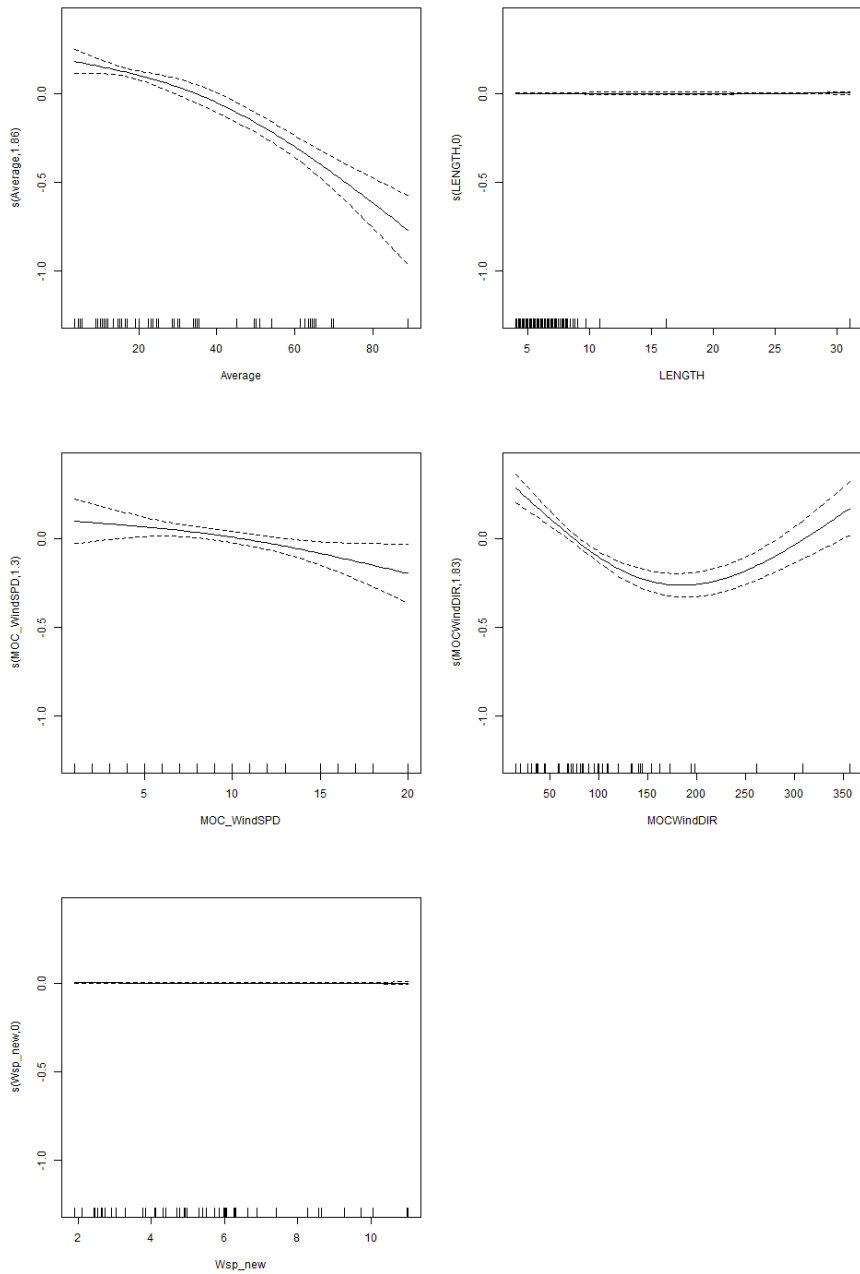 s(Average,1.86)
0.0
-0.5
-1.0
20 40 60 80
Average
s(LENGTH,0)
0.0
-0.5
-1.0
5 10 15 20 25 30
LENGTH
s(MOC_WindSPD,1.3)
0.0
-0.5
-1.0
5 10 15 20
MOC_WindSPD
s(MOCWindDIR,1.83)
0.0
-0.5
-1.0
50 100 150 200 250 300 350
MOCWindDIR
s(Wsp_new,0)
0.0
-0.5
-1.0
2 4 6 8 10
Wsp_new